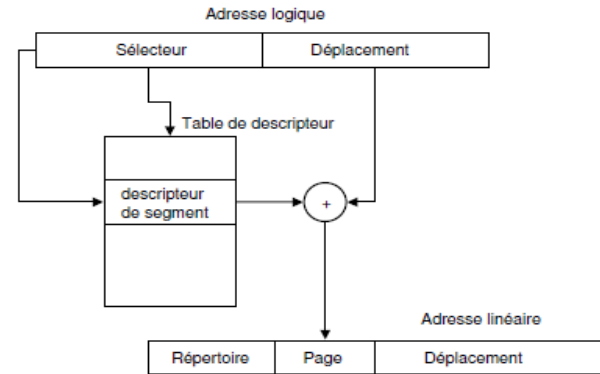 Adresse logique
Sélecteur
Déplacement
Table de descripteur
descripteur
de segment
+
Adresse linéaire
Répertoire
Page
Déplacement